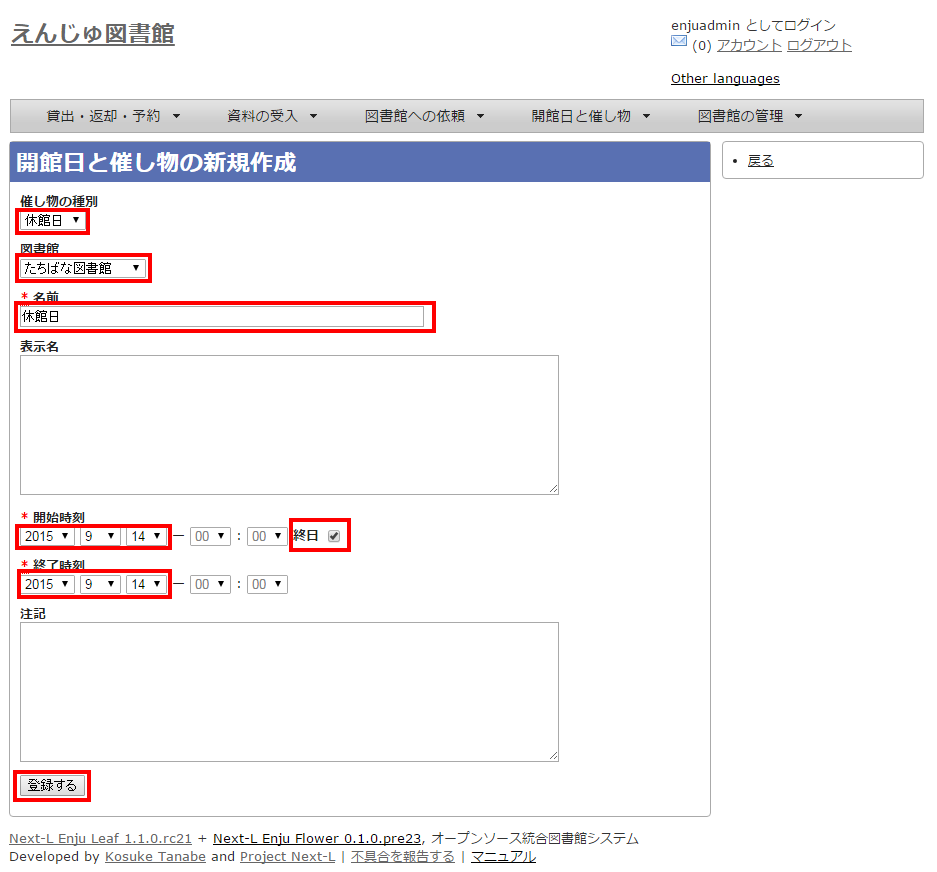 えんじゅ図書館
enjuadmin としてログイン
(0) アカウント ログアウト
Other languages
貸出・返却・予約 ▼ 資料の受入 ▼ 図書館への依頼 ▼ 開館日と催し物 ▼ 図書館の管理 ▼
開館日と催し物の新規作成
• 戻る
催し物の種別
休館日 ▼
図書館
たちばな図書館 ▼
* 名前
休館日
表示名
* 開始時刻
2015 ▼ 9 ▼ 14 ▼ — 00 ▼ : 00 ▼ 終日
* 終了時刻
2015 ▼ 9 ▼ 14 ▼ — 00 ▼ : 00 ▼
注記
登録する
Next-L Enju Leaf 1.1.0.rc21 + Next-L Enju Flower 0.1.0.pre23, オープンソース統合図書館システム
Developed by Kosuke Tanabe and Project Next-L | 不具合を報告する | マニュアル